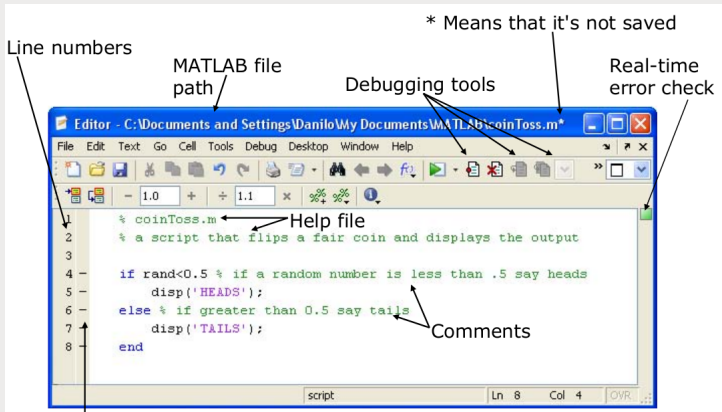 * Means that it's not saved
Line numbers
MATLAB file
path
Debugging tools
Real-time
error check
Editor - C:\Documents and Settings\Danilo\My Documents\MATLAB\coinToss.m*
File Edit Text Go Cell Tools Debug Desktop Window Help
- 1.0 + ÷ 1.1 ×
1 % coinToss.m
Help file
2 % a script that flips a fair coin and displays the output
3
4 - if rand<0.5 % if a random number is less than .5 say heads
5 - disp('HEADS');
6 - else % if greater than 0.5 say tails
7 - disp('TAILS');
Comments
8 - end
script Ln 8 Col 4 OVR